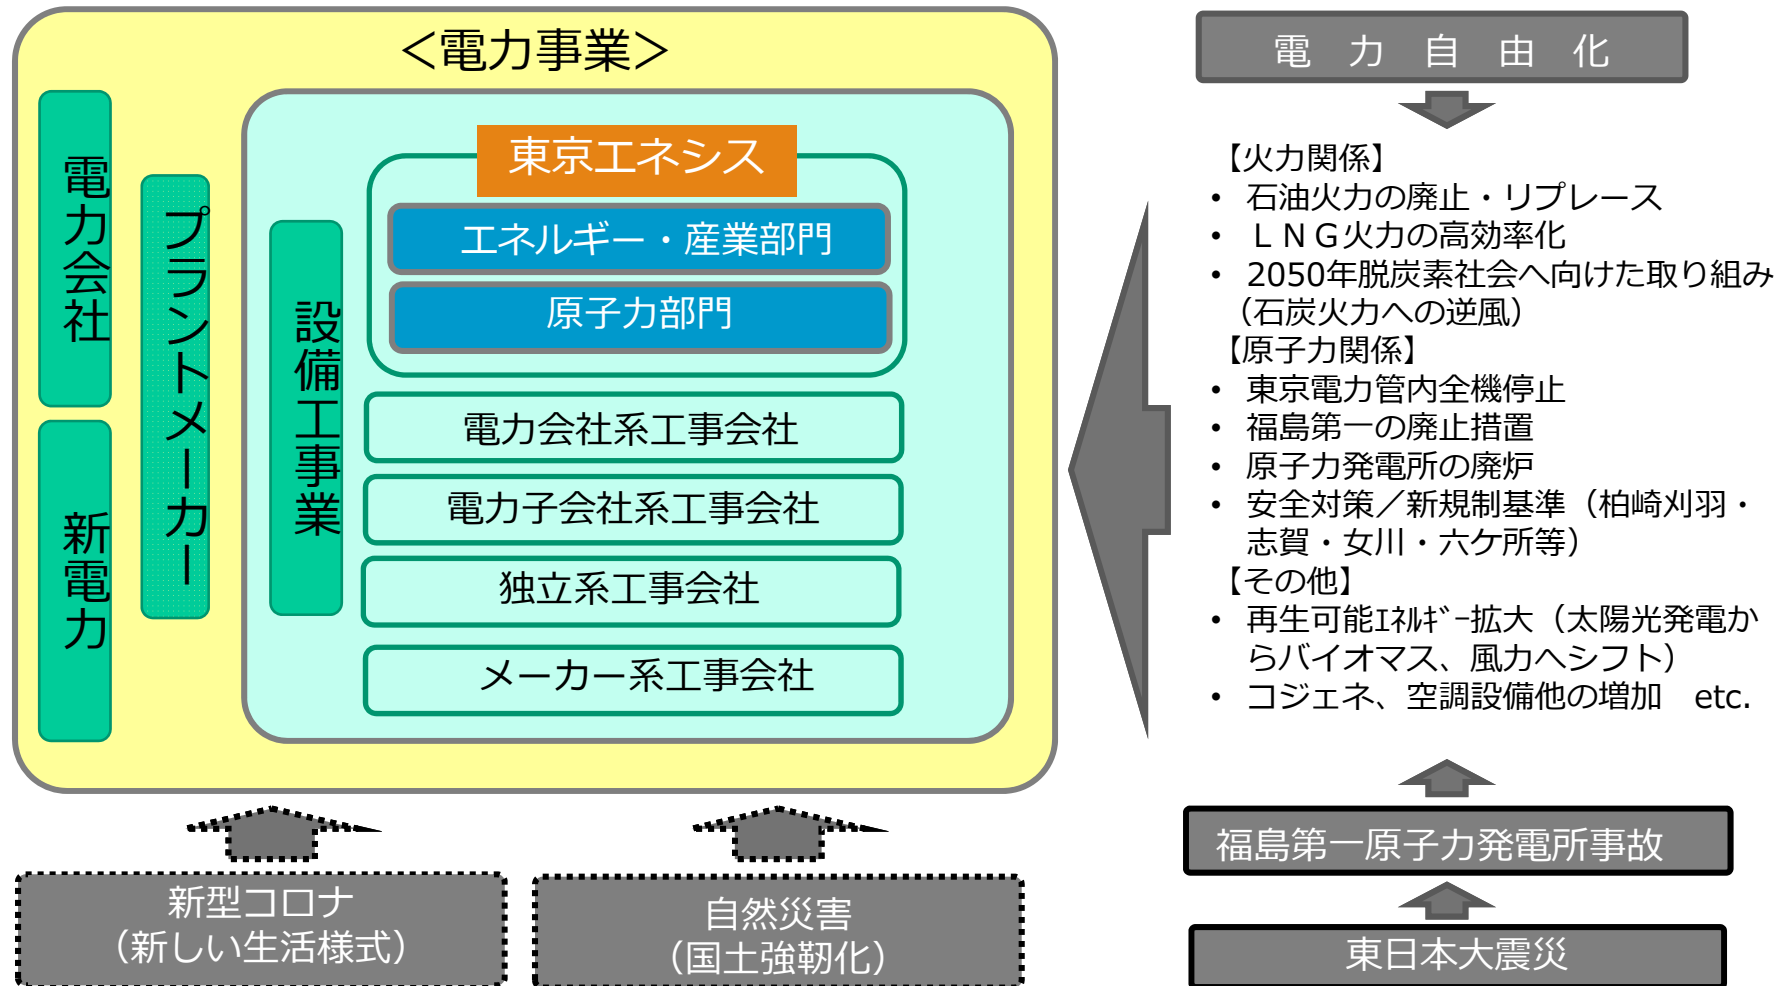 ＜電力事業＞
電力会社
新電力
プラントメーカー
設備工事業
東京エネシス
エネルギー・産業部門
原子力部門
電力会社系工事会社
電力子会社系工事会社
独立系工事会社
メーカー系工事会社
新型コロナ
（新しい生活様式）
自然災害
（国土強靭化）
電　力　自　由　化
【火力関係】
• 石油火力の廃止・リプレース
• ＬＮＧ火力の高効率化
• 2050年脱炭素社会へ向けた取り組み
（石炭火力への逆風）
【原子力関係】
• 東京電力管内全機停止
• 福島第一の廃止措置
• 原子力発電所の廃炉
• 安全対策／新規制基準（柏崎刈羽・
志賀・女川・六ケ所等）
【その他】
• 再生可能ｴﾈﾙｷﾞｰ拡大（太陽光発電か
らバイオマス、風力へシフト）
• コジェネ、空調設備他の増加　etc.
福島第一原子力発電所事故
東日本大震災